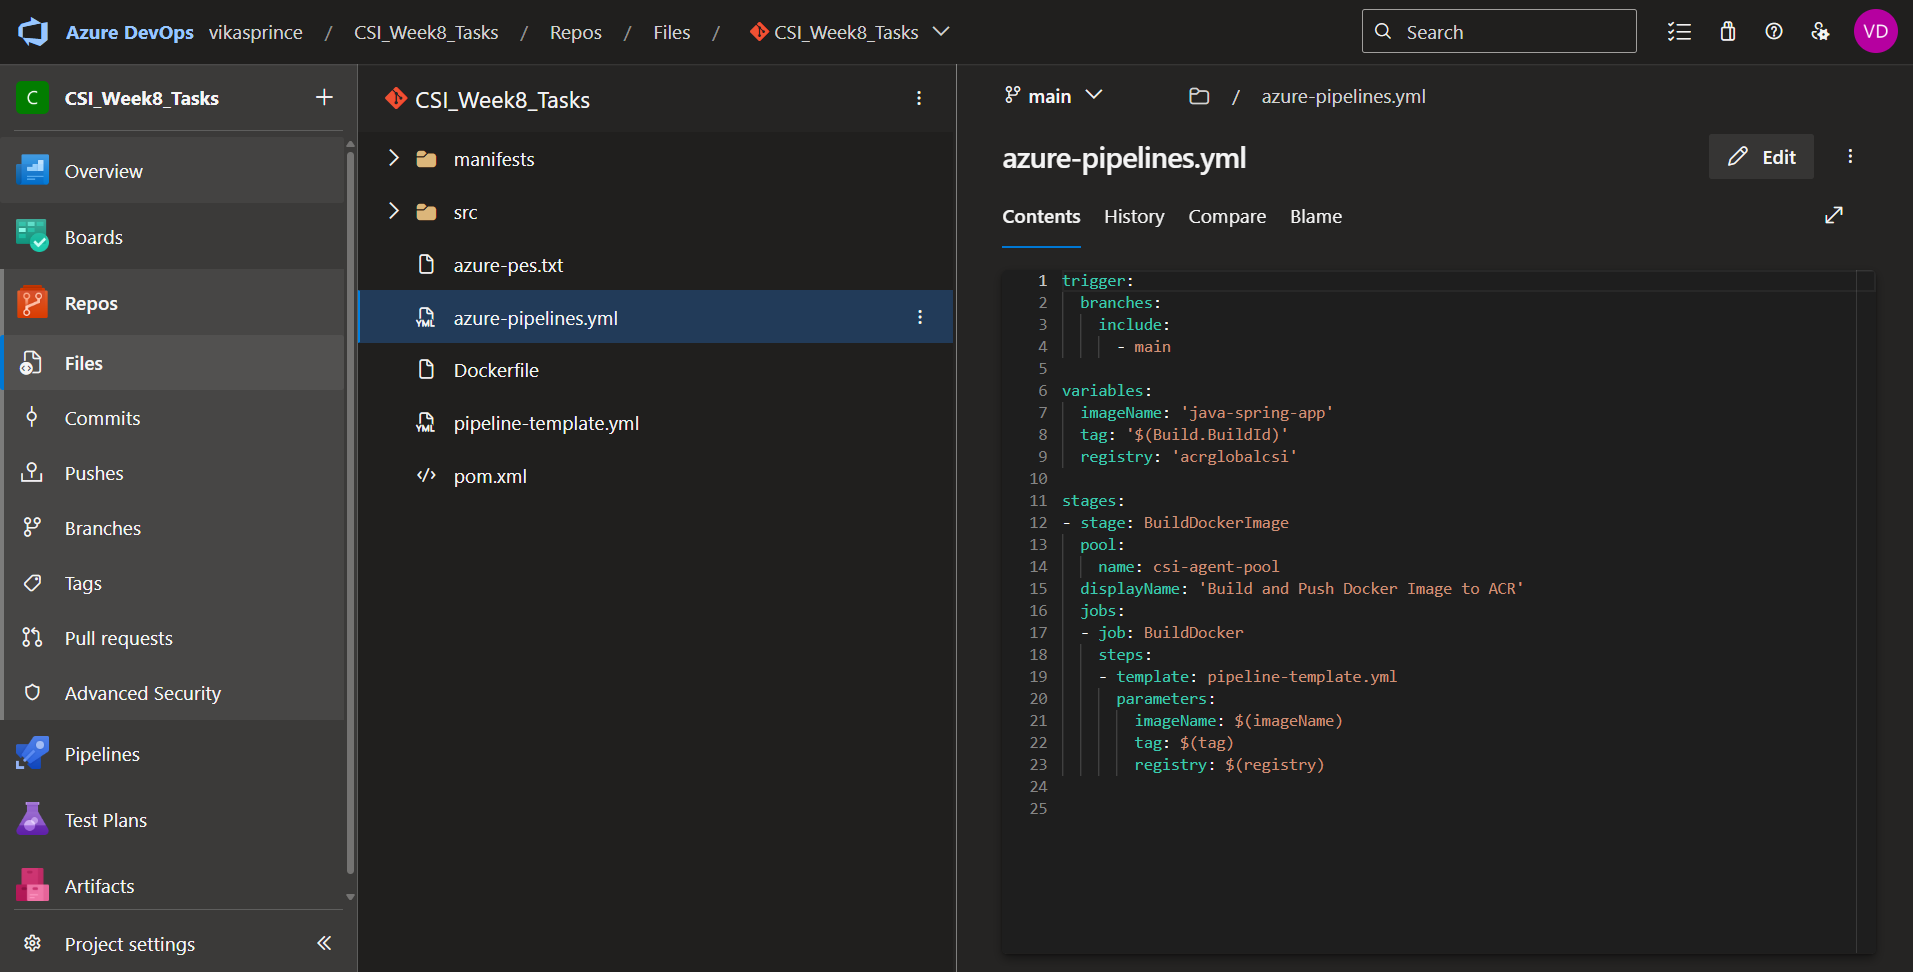 Azure DevOps vikasprince / CSI_Week8_Tasks / Repos / Files / CSI_Week8_Tasks
Search
VD
C CSI_Week8_Tasks
Overview
Boards
Repos
Files
Commits
Pushes
Branches
Tags
Pull requests
Advanced Security
Pipelines
Test Plans
Artifacts
Project settings
CSI_Week8_Tasks
manifests
src
azure-pes.txt
YML azure-pipelines.yml
Dockerfile
YML pipeline-template.yml
pom.xml
main / azure-pipelines.yml
azure-pipelines.yml
Edit
Contents History Compare Blame
1 trigger:
2   branches:
3     include:
4       - main
5
6 variables:
7   imageName: 'java-spring-app'
8   tag: '$(Build.BuildId)'
9   registry: 'acrglobalcsi'
10
11 stages:
12 - stage: BuildDockerImage
13   pool:
14     name: csi-agent-pool
15   displayName: 'Build and Push Docker Image to ACR'
16   jobs:
17   - job: BuildDocker
18     steps:
19     - template: pipeline-template.yml
20       parameters:
21         imageName: $(imageName)
22         tag: $(tag)
23         registry: $(registry)
24
25